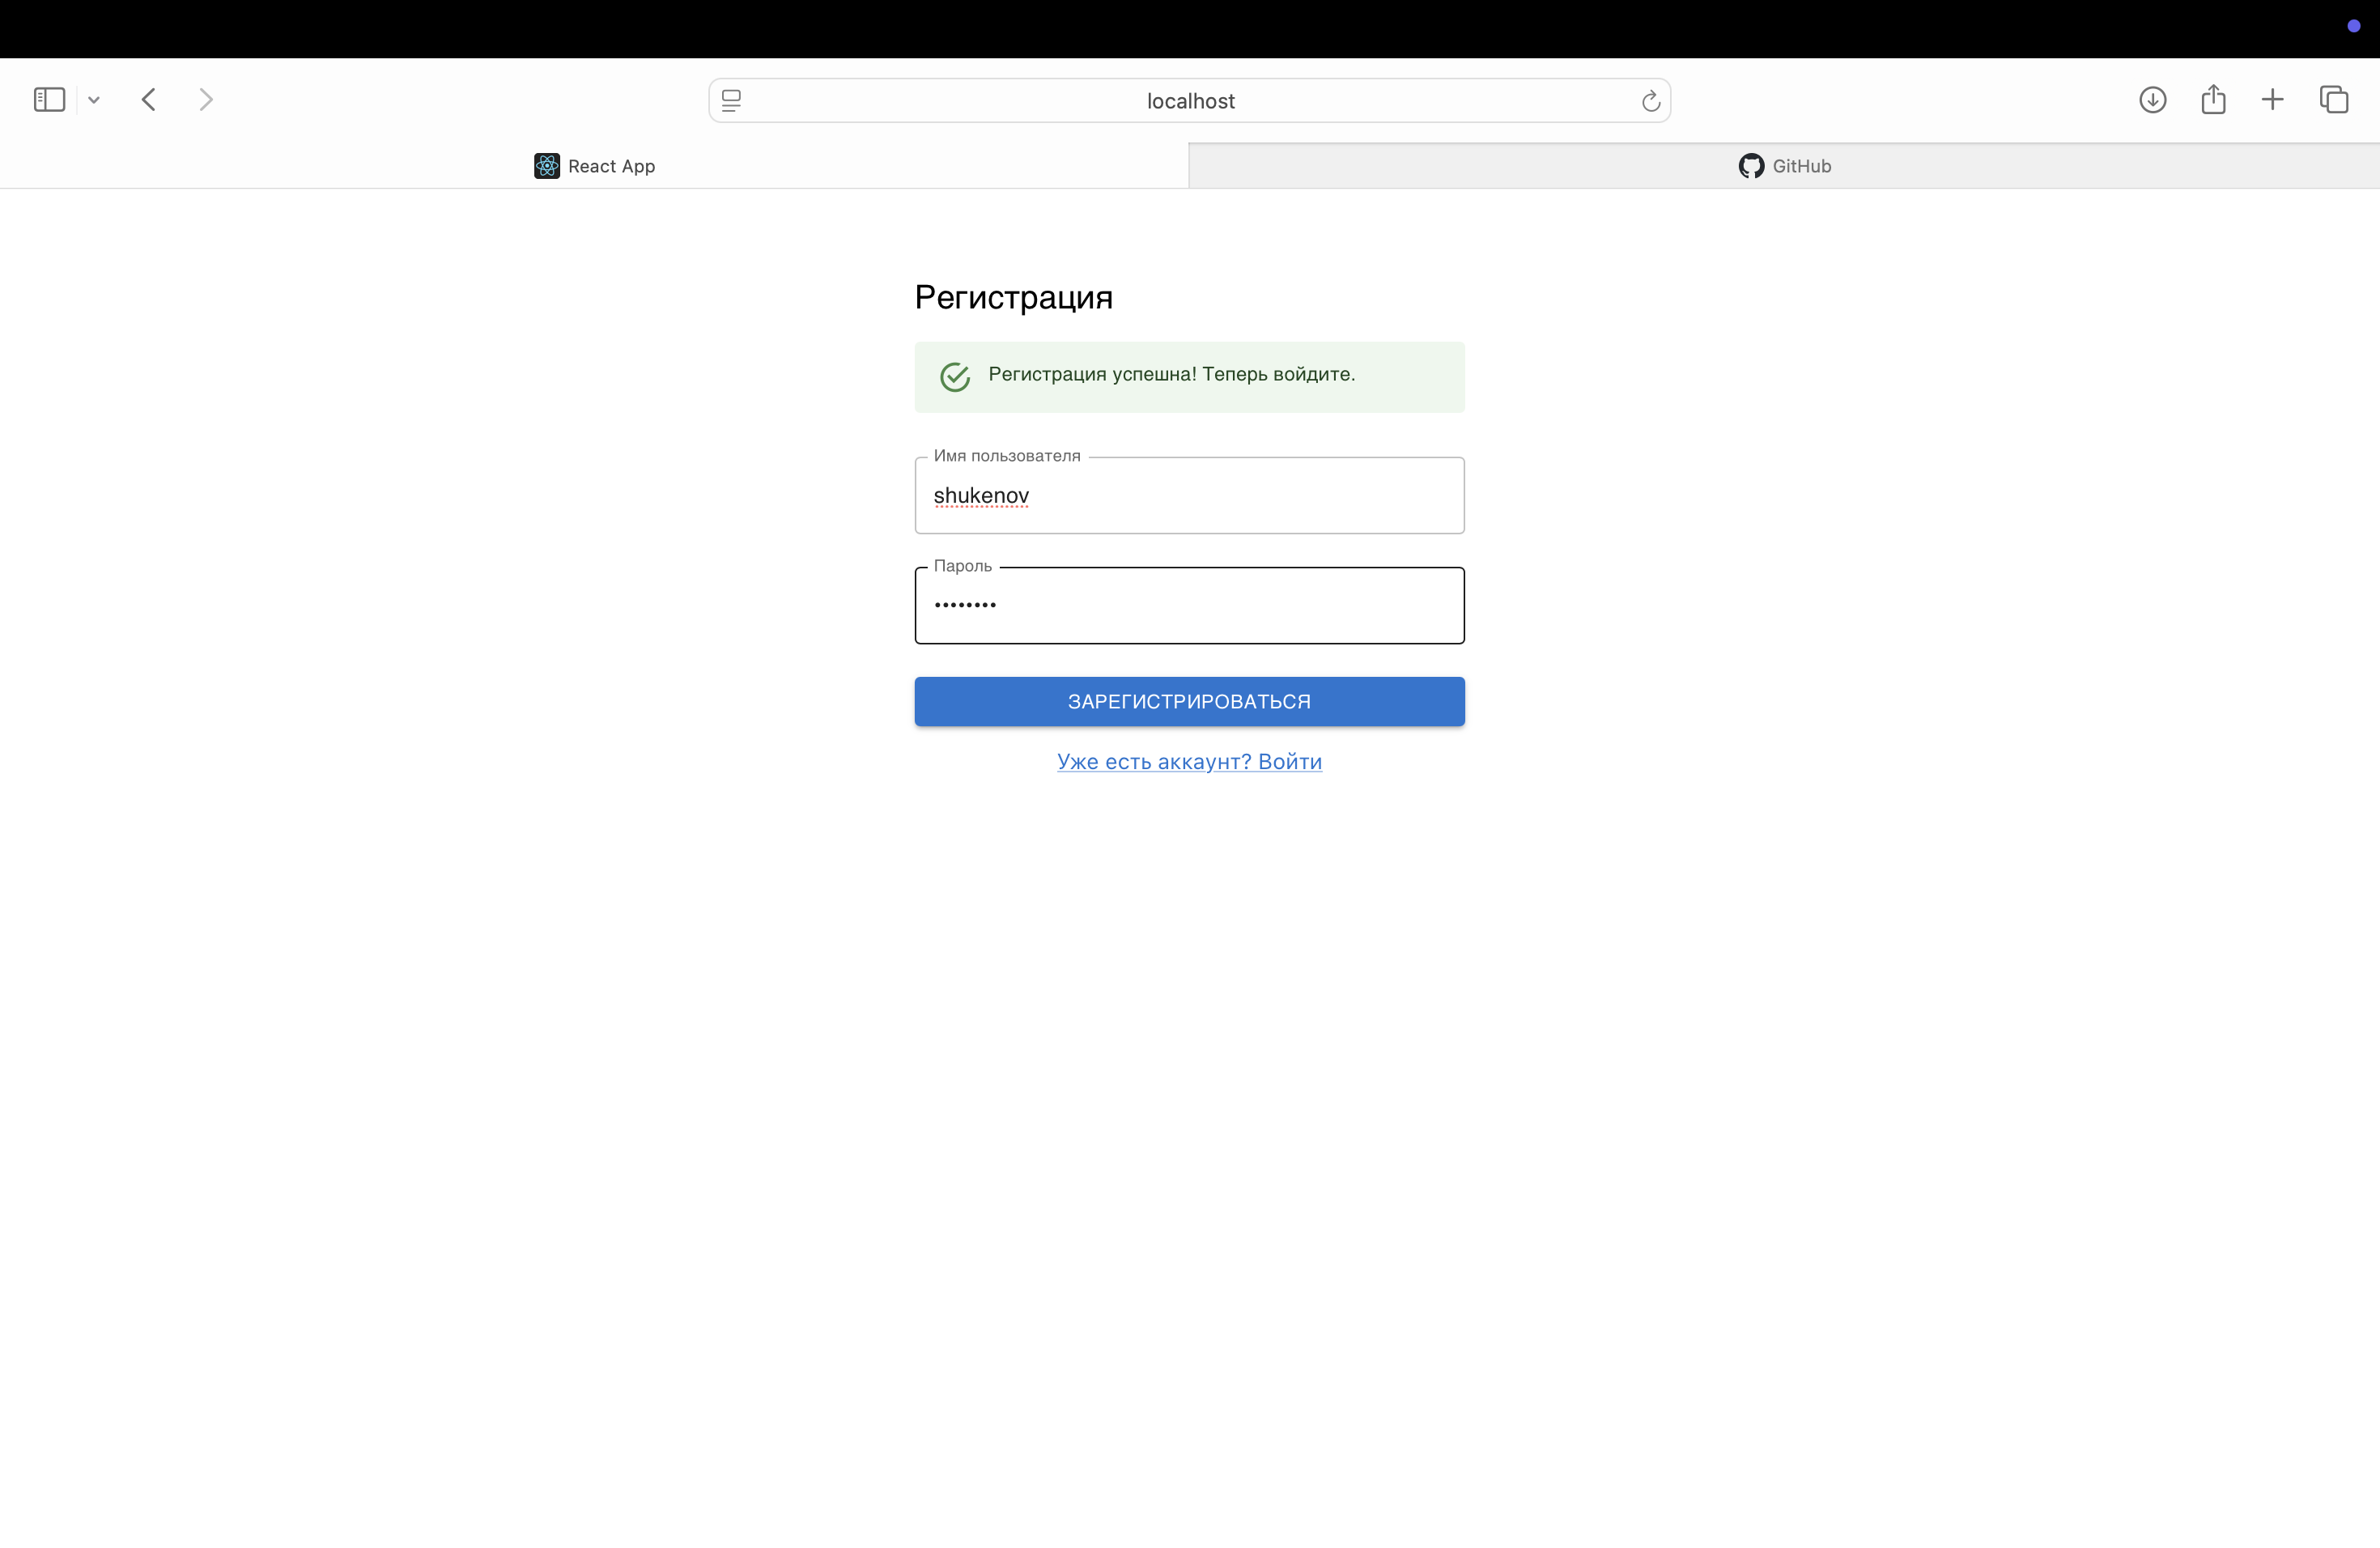 localhost
React App
GitHub
Регистрация
Регистрация успешна! Теперь войдите.
Имя пользователя
shukenov
Пароль
••••••••
ЗАРЕГИСТРИРОВАТЬСЯ
Уже есть аккаунт? Войти